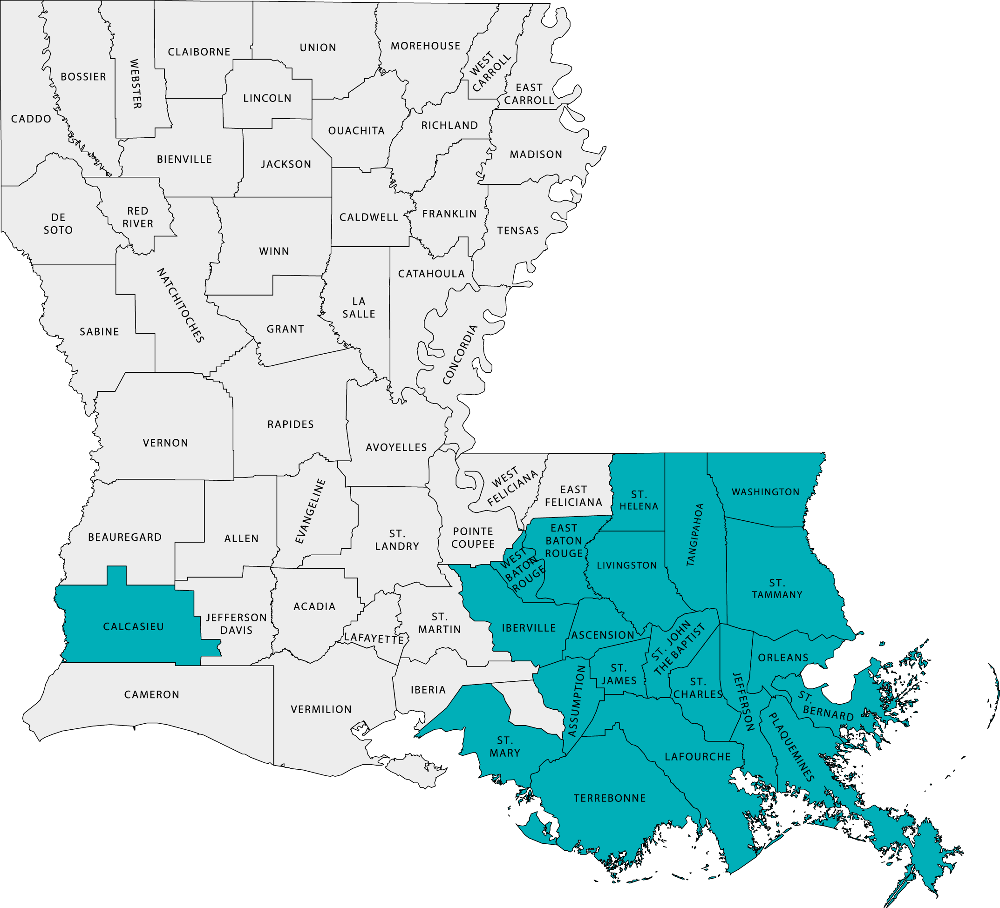 CLAIBORNE
UNION
MOREHOUSE
WEST
CARROLL
EAST
CARROLL
BOSSIER
WEBSTER
LINCOLN
CADDO
OUACHITA
RICHLAND
MADISON
BIENVILLE
JACKSON
DE
SOTO
RED
RIVER
CALDWELL
FRANKLIN
TENSAS
WINN
CATAHOULA
NATCHITOCHES
LA
SALLE
SABINE
GRANT
CONCORDIA
VERNON
RAPIDES
AVOYELLES
WEST
FELICIANA
EAST
FELICIANA
ST.
HELENA
WASHINGTON
TANGIPAHOA
BEAUREGARD
ALLEN
EVANGELINE
ST.
LANDRY
POINTE
COUPEE
EAST
BATON
ROUGE
WEST
BATON
ROUGE
LIVINGSTON
ST.
TAMMANY
CALCASIEU
JEFFERSON
DAVIS
ACADIA
LAFAYETTE
ST.
MARTIN
IBERVILLE
ASCENSION
ST. JOHN
THE BAPTIST
ORLEANS
CAMERON
VERMILION
IBERIA
ASSUMPTION
ST.
JAMES
ST.
CHARLES
JEFFERSON
ST.
BERNARD
PLAQUEMINES
ST.
MARY
LAFOURCHE
TERREBONNE